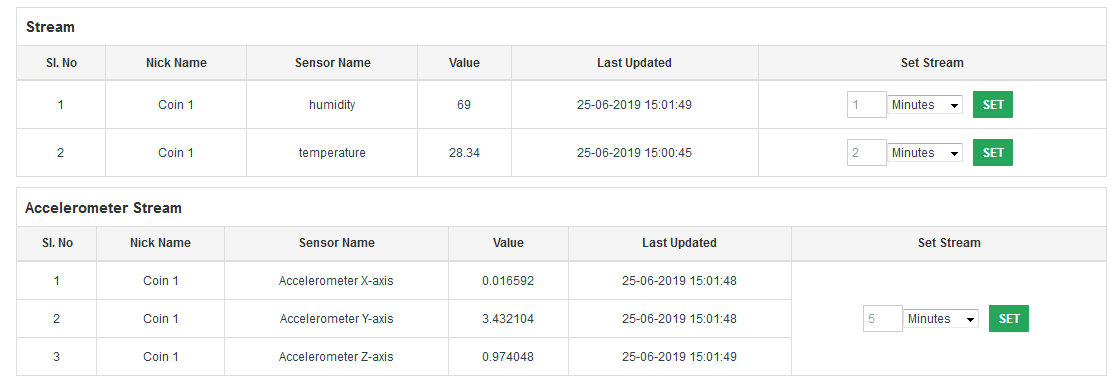 Stream
Sl. No Nick Name Sensor Name Value Last Updated Set Stream
1 Coin 1 humidity 69 25-06-2019 15:01:49 1 Minutes SET
2 Coin 1 temperature 28.34 25-06-2019 15:00:45 2 Minutes SET
Accelerometer Stream
Sl. No Nick Name Sensor Name Value Last Updated Set Stream
1 Coin 1 Accelerometer X-axis 0.016592 25-06-2019 15:01:48
2 Coin 1 Accelerometer Y-axis 3.432104 25-06-2019 15:01:48 5 Minutes SET
3 Coin 1 Accelerometer Z-axis 0.974048 25-06-2019 15:01:49